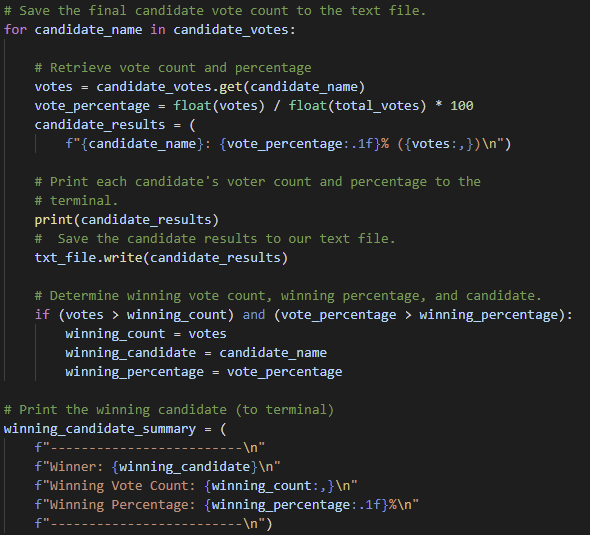 # Save the final candidate vote count to the text file.
for candidate_name in candidate_votes:
# Retrieve vote count and percentage
votes = candidate_votes.get(candidate_name)
vote_percentage = float(votes) / float(total_votes) * 100
candidate_results = (
f"{candidate_name}: {vote_percentage:.1f}% ({votes:,})\n")
# Print each candidate's voter count and percentage to the
# terminal.
print(candidate_results)
#  Save the candidate results to our text file.
txt_file.write(candidate_results)
# Determine winning vote count, winning percentage, and candidate.
if (votes > winning_count) and (vote_percentage > winning_percentage):
winning_count = votes
winning_candidate = candidate_name
winning_percentage = vote_percentage
# Print the winning candidate (to terminal)
winning_candidate_summary = (
f"-------------------------\n"
f"Winner: {winning_candidate}\n"
f"Winning Vote Count: {winning_count:,}\n"
f"Winning Percentage: {winning_percentage:.1f}%\n"
f"-------------------------\n")